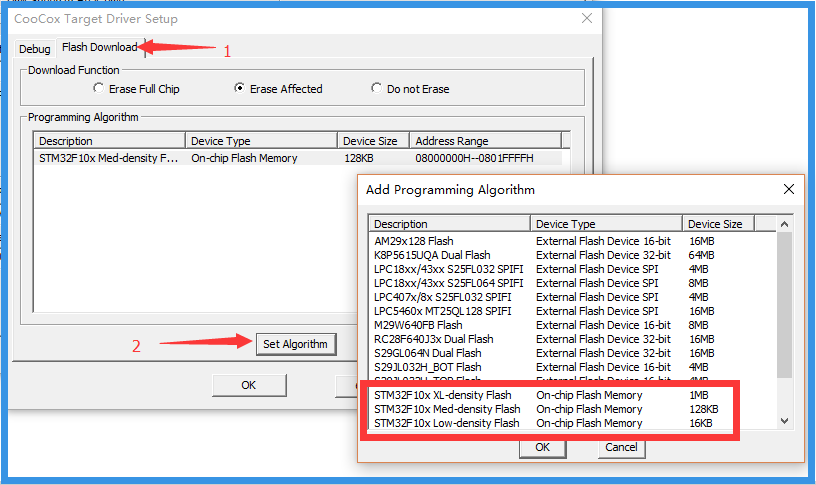 CooCox Target Driver Setup
Debug
Flash Download
1
Download Function
Erase Full Chip
Erase Affected
Do not Erase
Programming Algorithm
Description Device Type Device Size Address Range
STM32F10x Med-density F... On-chip Flash Memory 128KB 08000000H--0801FFFFH
2
Set Algorithm
OK
Add Programming Algorithm
Description Device Type Device Size
AM29x128 Flash External Flash Device 16-bit 16MB
K8P5615UQA Dual Flash External Flash Device 32-bit 64MB
LPC18xx/43xx S25FL032 SPIFI External Flash Device SPI 4MB
LPC18xx/43xx S25FL064 SPIFI External Flash Device SPI 8MB
LPC407x/8x S25FL032 SPIFI External Flash Device SPI 4MB
LPC5460x MT25QL128 SPIFI External Flash Device SPI 16MB
M29W640FB Flash External Flash Device 16-bit 8MB
RC28F640J3x Dual Flash External Flash Device 32-bit 16MB
S29GL064N Dual Flash External Flash Device 32-bit 16MB
S29JL032H_BOT Flash External Flash Device 16-bit 4MB
S29JL032H_TOP Flash External Flash Device 16-bit 4MB
STM32F10x XL-density Flash On-chip Flash Memory 1MB
STM32F10x Med-density Flash On-chip Flash Memory 128KB
STM32F10x Low-density Flash On-chip Flash Memory 16KB
OK
Cancel